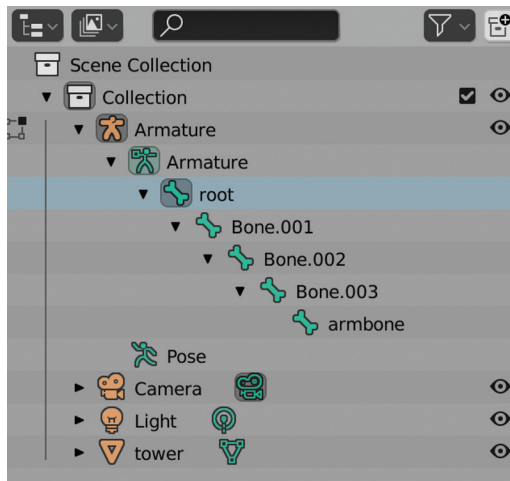 Scene Collection
Collection
Armature
Armature
root
Bone.001
Bone.002
Bone.003
armbone
Pose
Camera
Light
tower